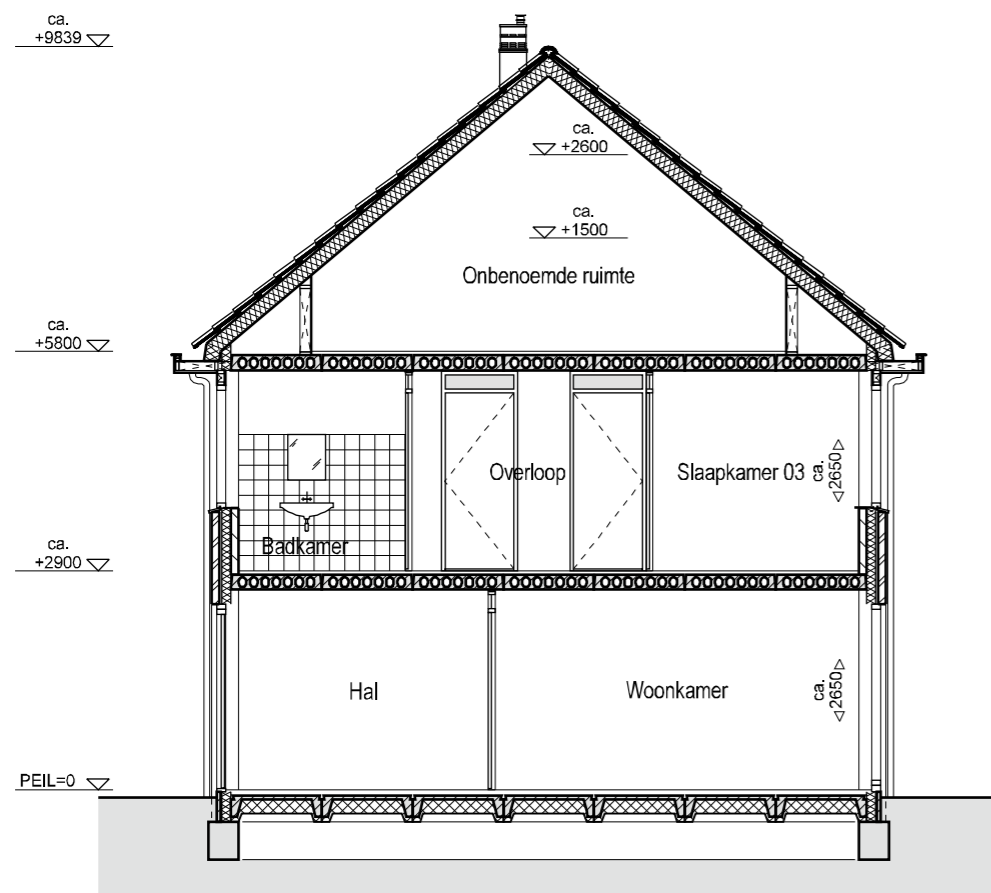 ca.
+9839
ca.
+2600
ca.
+1500
Onbenoemde ruimte
ca.
+5800
Overloop
Slaapkamer 03
ca.
2650
Badkamer
ca.
+2900
Hal
Woonkamer
ca.
2650
PEIL=0